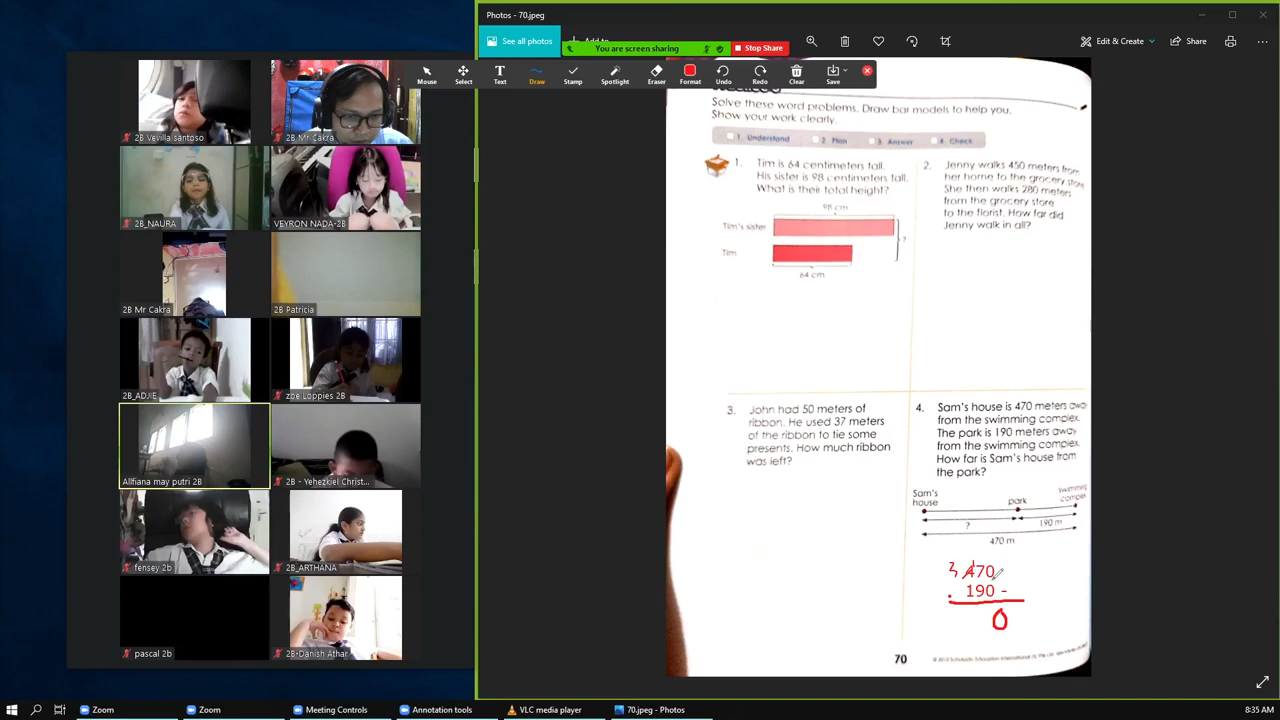 Photos - 70.jpeg
See all photos
Add to
You are screen sharing
Stop Share
Edit & Create
Share
Mouse
Select
Text
Draw
Stamp
Spotlight
Eraser
Format
Undo
Redo
Clear
Save
2B Vevilla santoso
2B Mr Cakra
2B_NAURA
VEYRON NADA-2B
2B Mr Cakra
2B Patricia
2B_ADJIE
zoe Loppies 2B
Allfiana may putri 2B
2B - Yehezkiel Christ...
fensey 2B
2B_ARTHANA
pascal 2b
2B-Danish Athar
Solve these word problems. Draw bar models to help you.
Show your work clearly.
1. Understand
2. Plan
3. Answer
4. Check
1. Tim is 64 centimeters tall.
His sister is 98 centimeters tall.
What is their total height?
98 cm
Tim's sister
?
Tim
64 cm
2. Jenny walks 450 meters from
her home to the grocery store.
She then walks 280 meters
from the grocery store
to the florist. How far did
Jenny walk in all?
3. John had 50 meters of
ribbon. He used 37 meters
of the ribbon to tie some
presents. How much ribbon
was left?
4. Sam's house is 470 meters away
from the swimming complex.
The park is 190 meters away
from the swimming complex.
How far is Sam's house from
the park?
Sam's
house
park
swimming
complex
?
190 m
470 m
3 470
190 -
0
70
Zoom
Zoom
Meeting Controls
Annotation tools
VLC media player
70.jpeg - Photos
8:35 AM